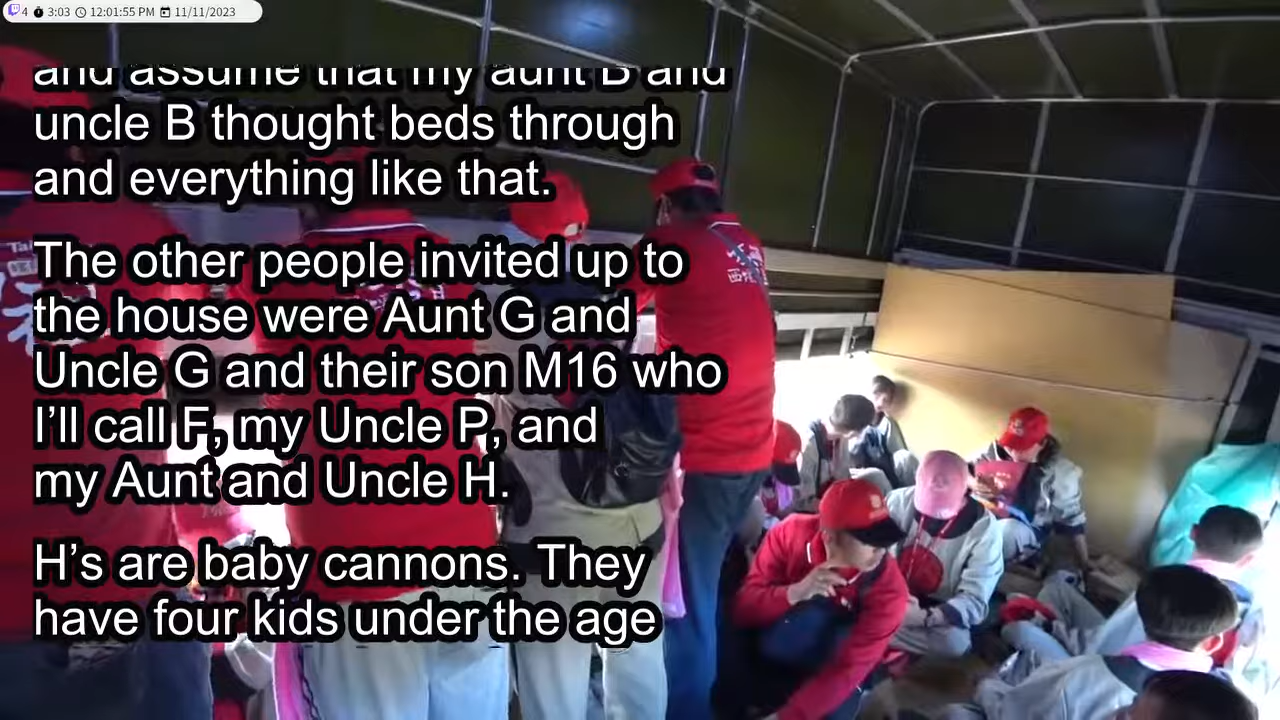 4 3:03 12:01:55 PM 11/11/2023
and assume that my aunt B and
uncle B thought beds through
and everything like that.
The other people invited up to
the house were Aunt G and
Uncle G and their son M16 who
I'll call F, my Uncle P, and
my Aunt and Uncle H.
H's are baby cannons. They
have four kids under the age